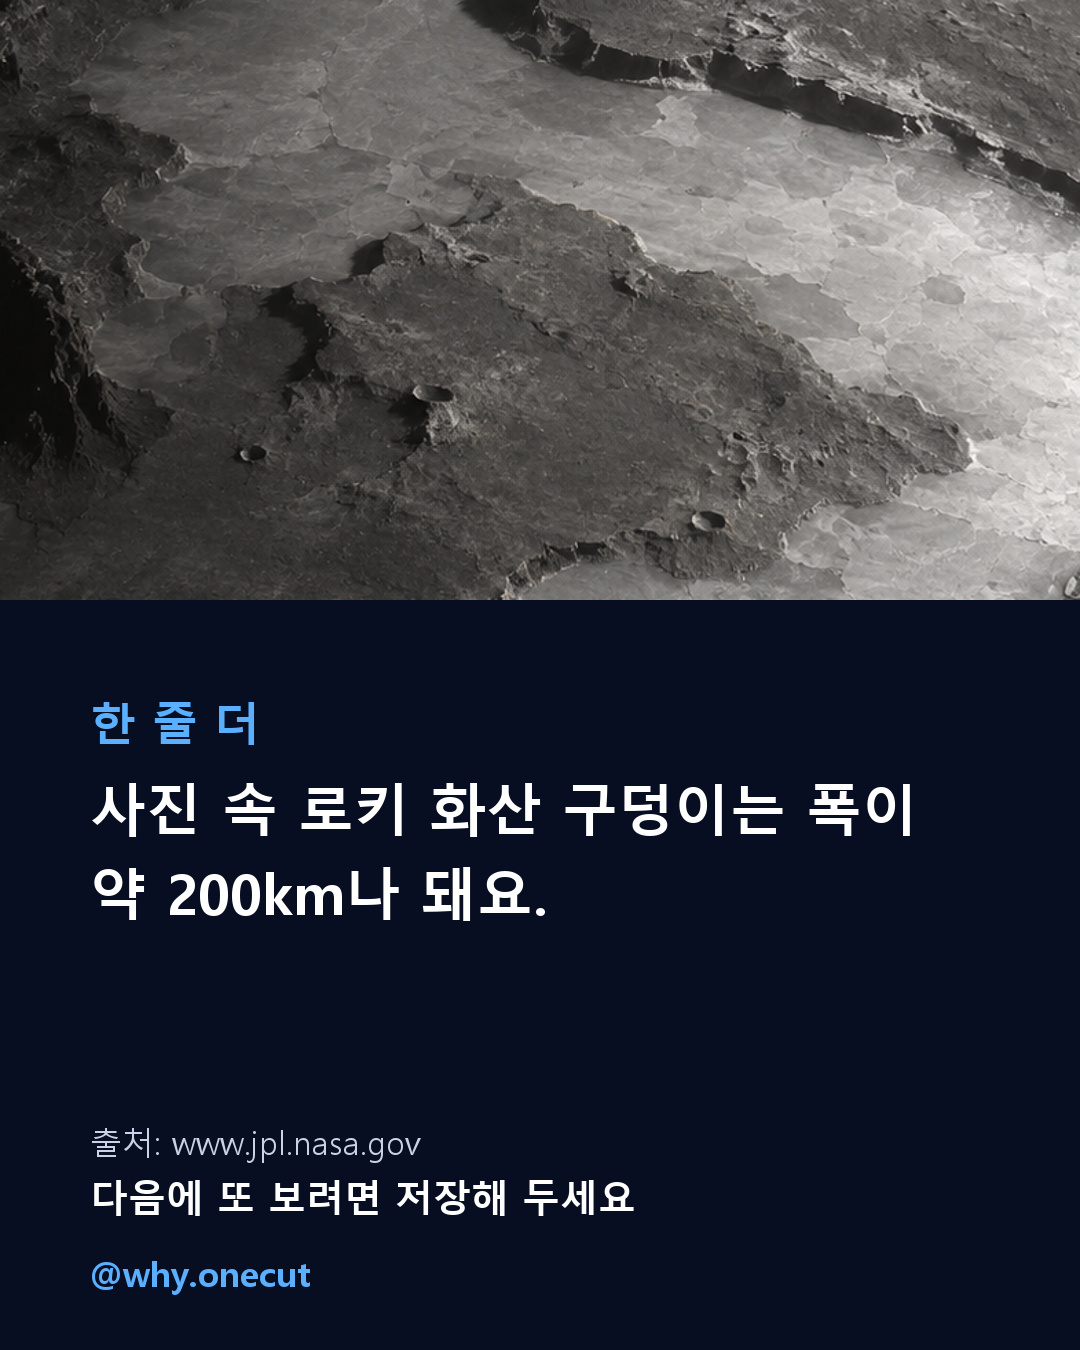 한 줄 더
사진 속 로키 화산 구덩이는 폭이
약 200km나 돼요.
출처: www.jpl.nasa.gov
다음에 또 보려면 저장해 두세요
@why.onecut